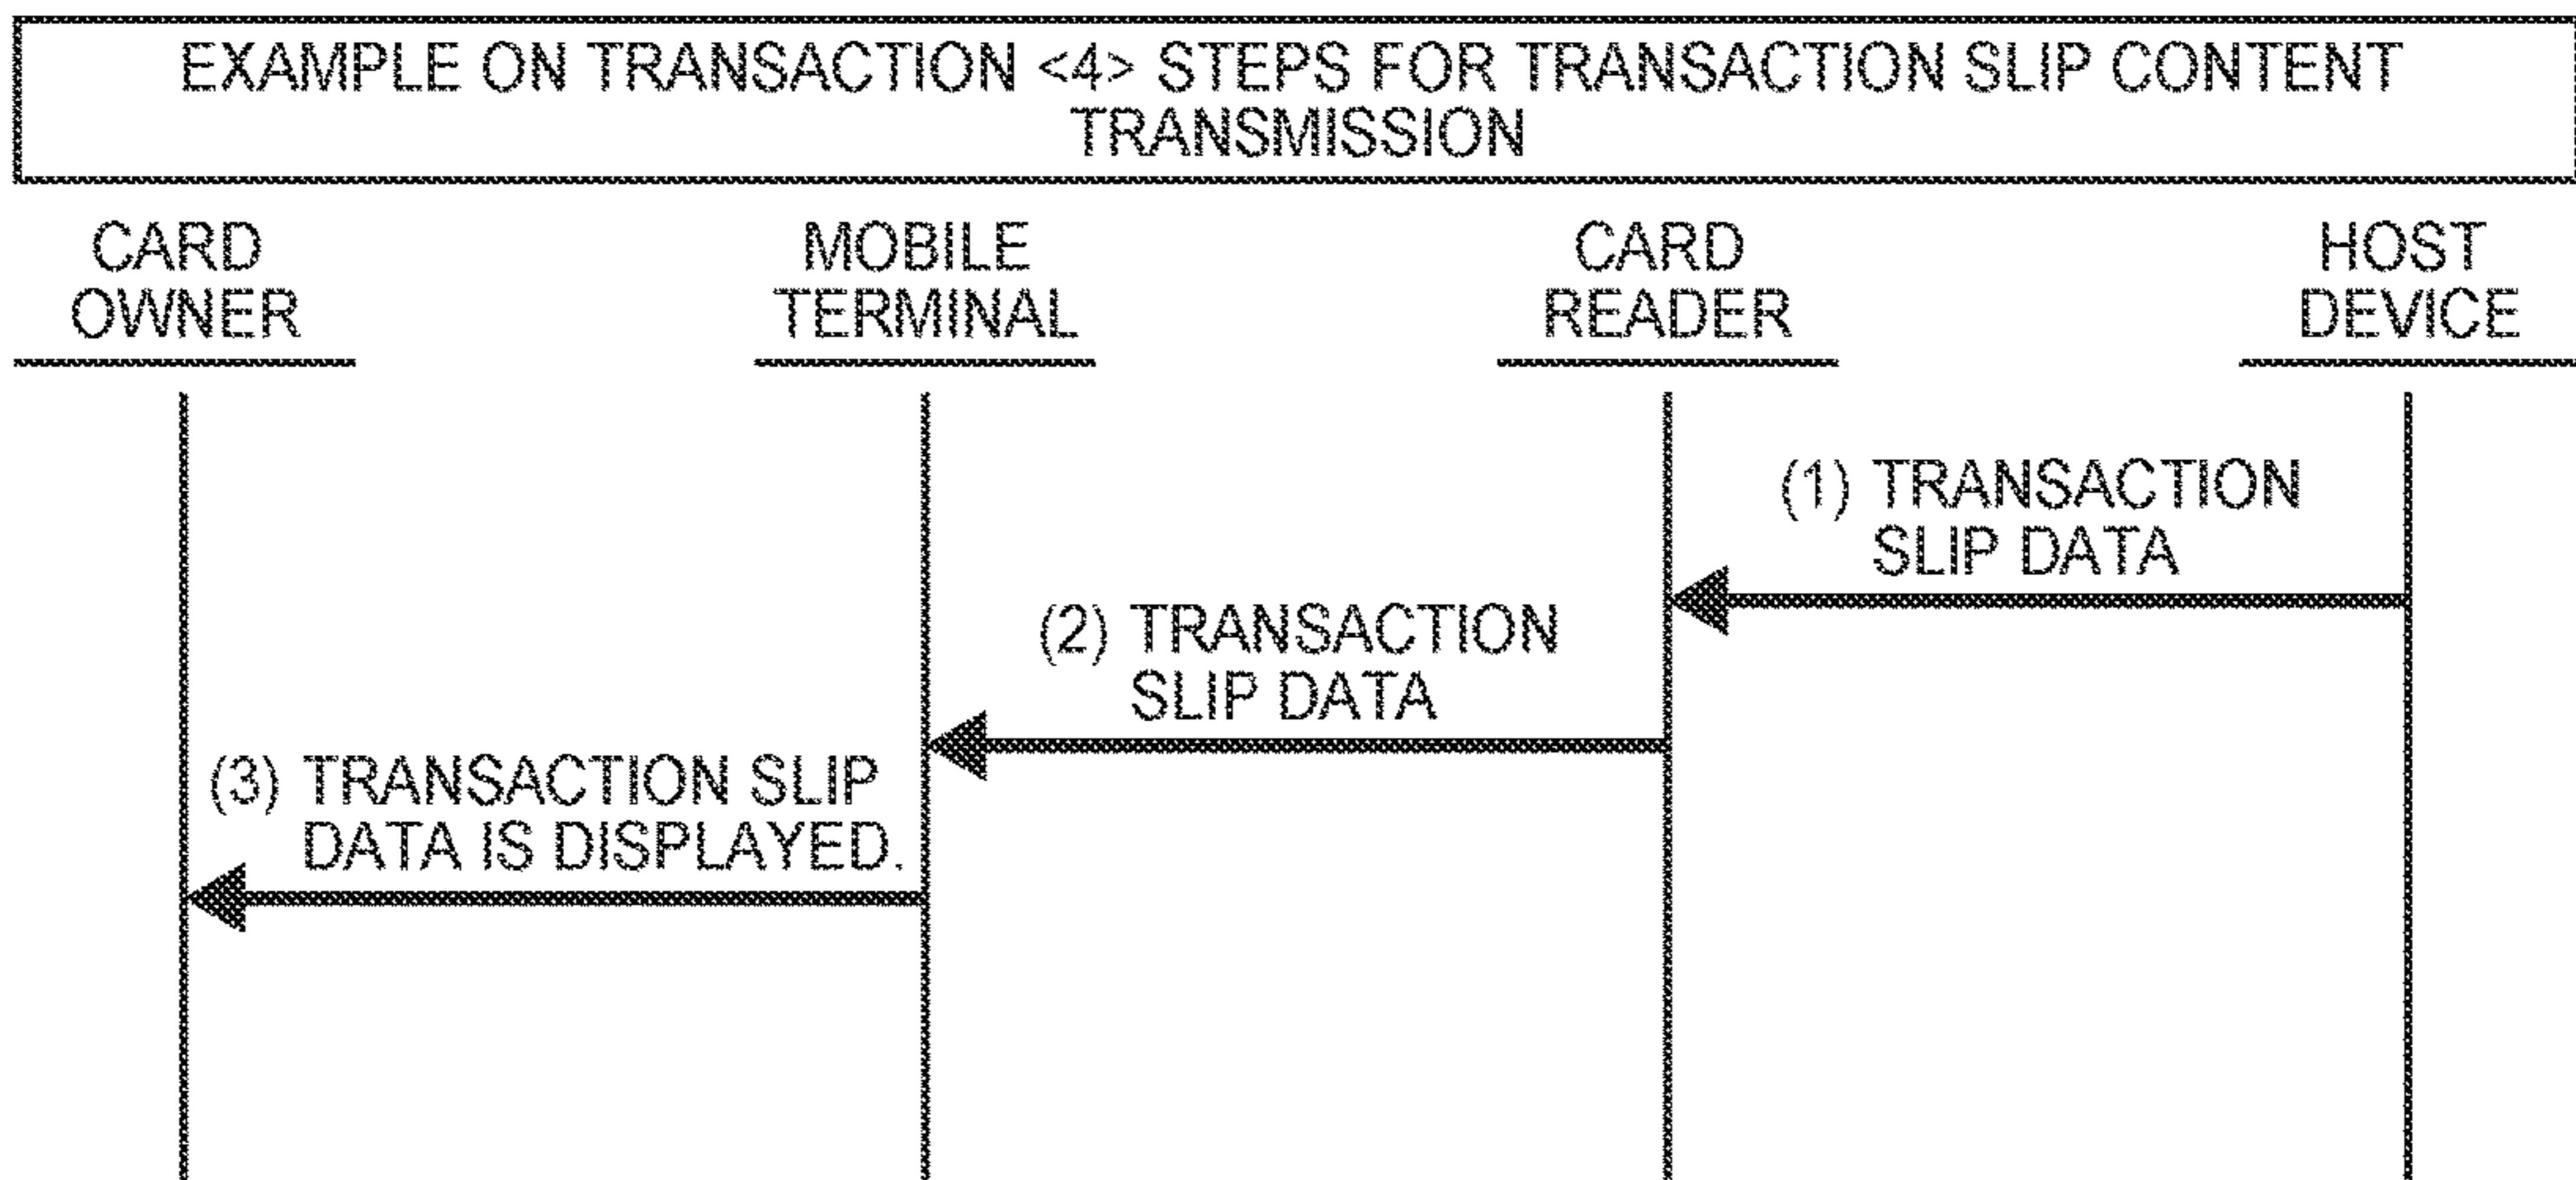 EXAMPLE ON TRANSACTION <4> STEPS FOR TRANSACTION SLIP CONTENT
TRANSMISSION
CARD
OWNER
MOBILE
TERMINAL
CARD
READER
HOST
DEVICE
(1) TRANSACTION
SLIP DATA
(2) TRANSACTION
SLIP DATA
(3) TRANSACTION SLIP
DATA IS DISPLAYED.